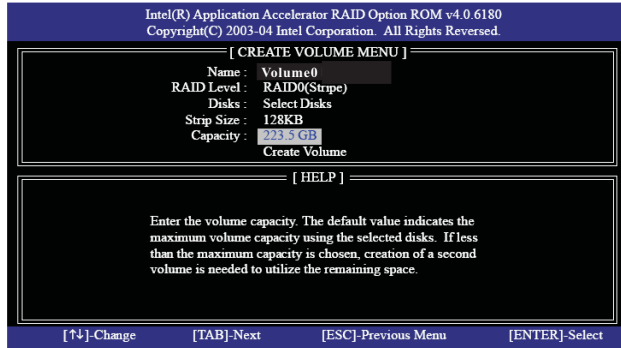 Intel(R) Application Accelerator RAID Option ROM v4.0.6180
Copyright(C) 2003-04 Intel Corporation. All Rights Reversed.
[ CREATE VOLUME MENU ]
Name : Volume0
RAID Level : RAID0(Stripe)
Disks : Select Disks
Strip Size : 128KB
Capacity : 223.5 GB
Create Volume
[ HELP ]
Enter the volume capacity. The default value indicates the
maximum volume capacity using the selected disks. If less
than the maximum capacity is chosen, creation of a second
volume is needed to utilize the remaining space.
[↑↓]-Change [TAB]-Next [ESC]-Previous Menu [ENTER]-Select